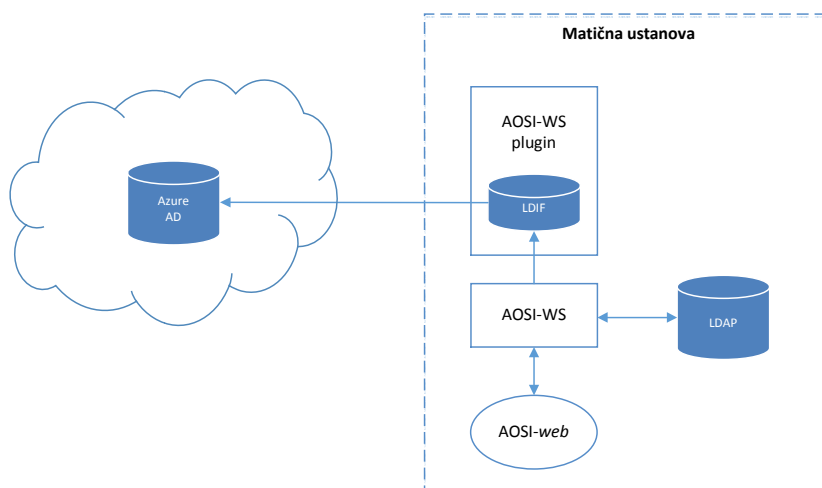 Matična ustanova
AOSI-WS
plugin
Azure
AD
LDIF
AOSI-WS
LDAP
AOSI-web